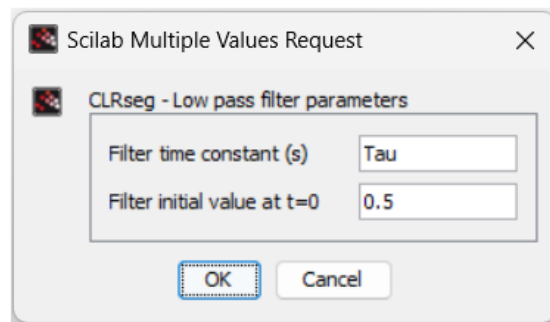 Scilab Multiple Values Request
CLRseg - Low pass filter parameters
Filter time constant (s) Tau
Filter initial value at t=0 0.5
OK Cancel